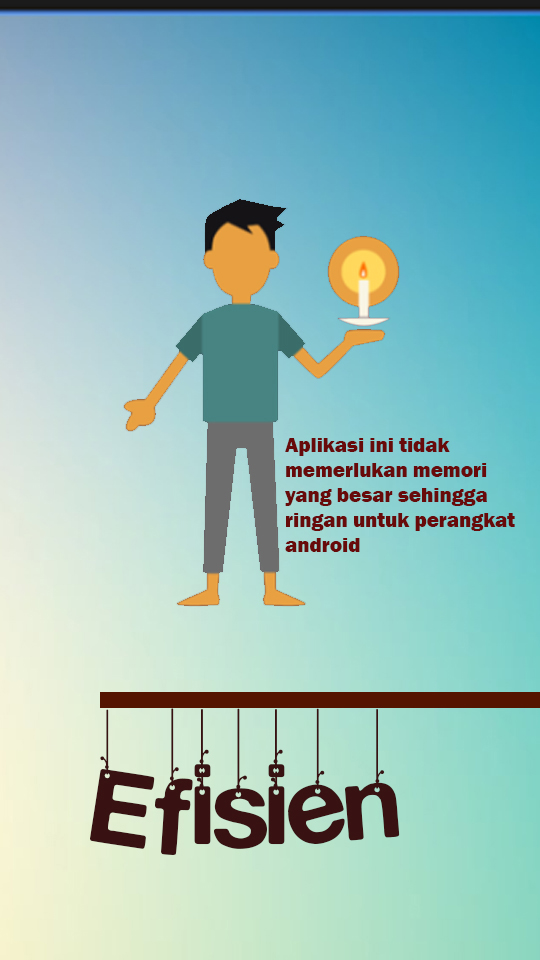 Aplikasi ini tidak
memerlukan memori
yang besar sehingga
ringan untuk perangkat
android
Efisien